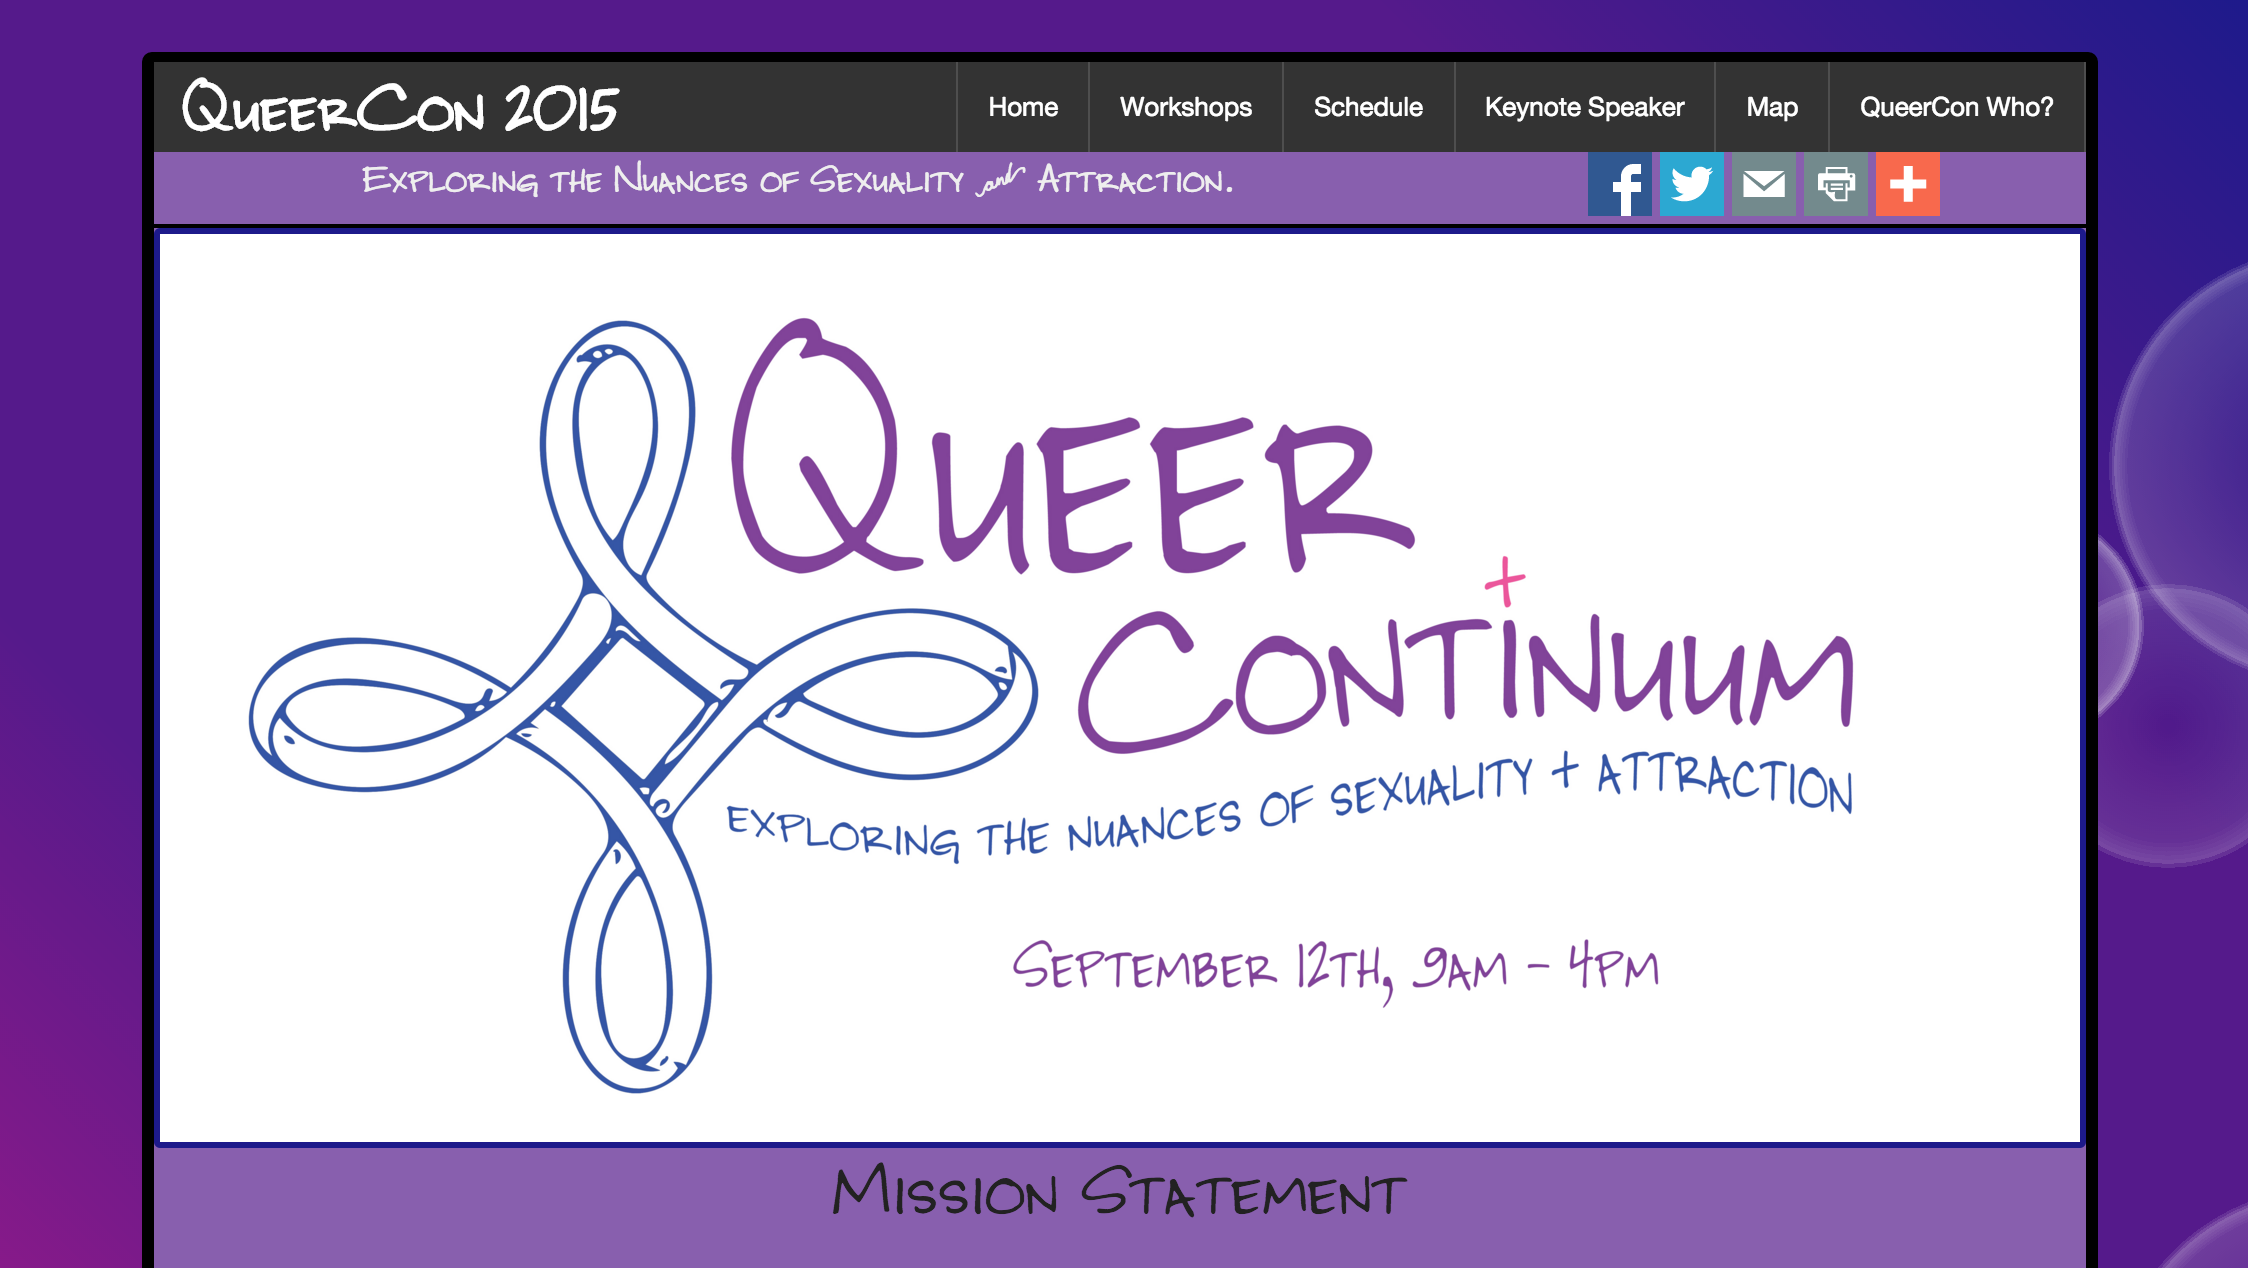 QueerCon 2015
Home Workshops Schedule Keynote Speaker Map QueerCon Who?
Exploring the Nuances of Sexuality and Attraction.
Queer
Continuum
Exploring the nuances of sexuality + attraction
September 12th, 9am - 4pm
Mission Statement